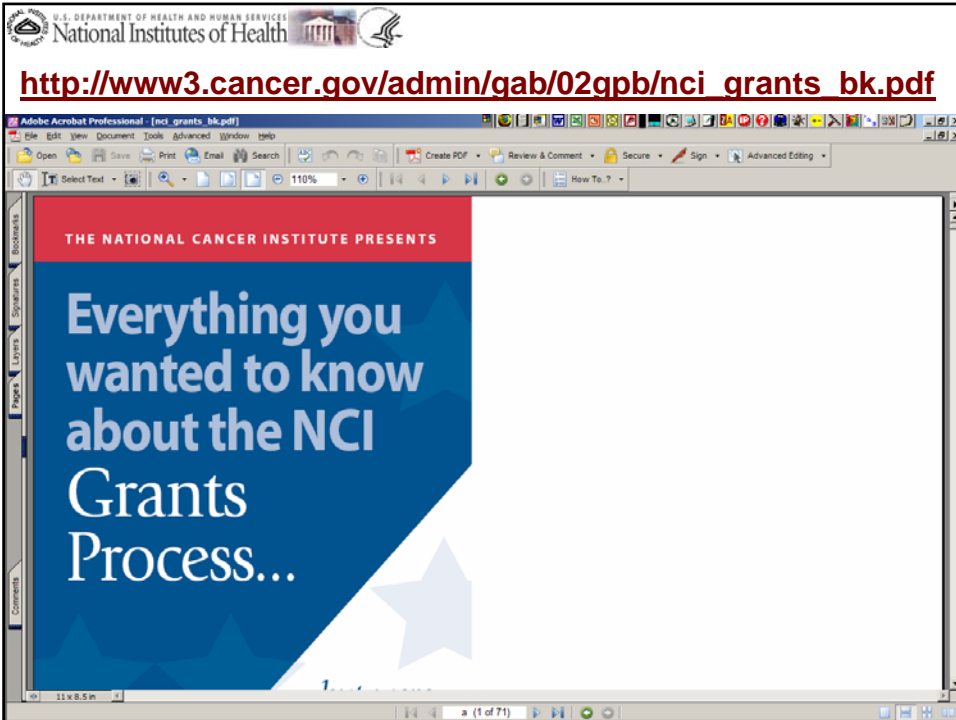 U.S. DEPARTMENT OF HEALTH AND HUMAN SERVICES
National Institutes of Health
http://www3.cancer.gov/admin/gab/02gpb/nci_grants_bk.pdf
Adobe Acrobat Professional - [nci_grants_bk.pdf]
File Edit View Document Tools Advanced Window Help
Open Save Print Email Search Create PDF Review & Comment Secure Sign Advanced Editing
Select Text 110% How To..?
Bookmarks
Signatures
Layers
Pages
Comments
THE NATIONAL CANCER INSTITUTE PRESENTS
Everything you
wanted to know
about the NCI
Grants
Process...
11 x 8.5 in
a (1 of 71)